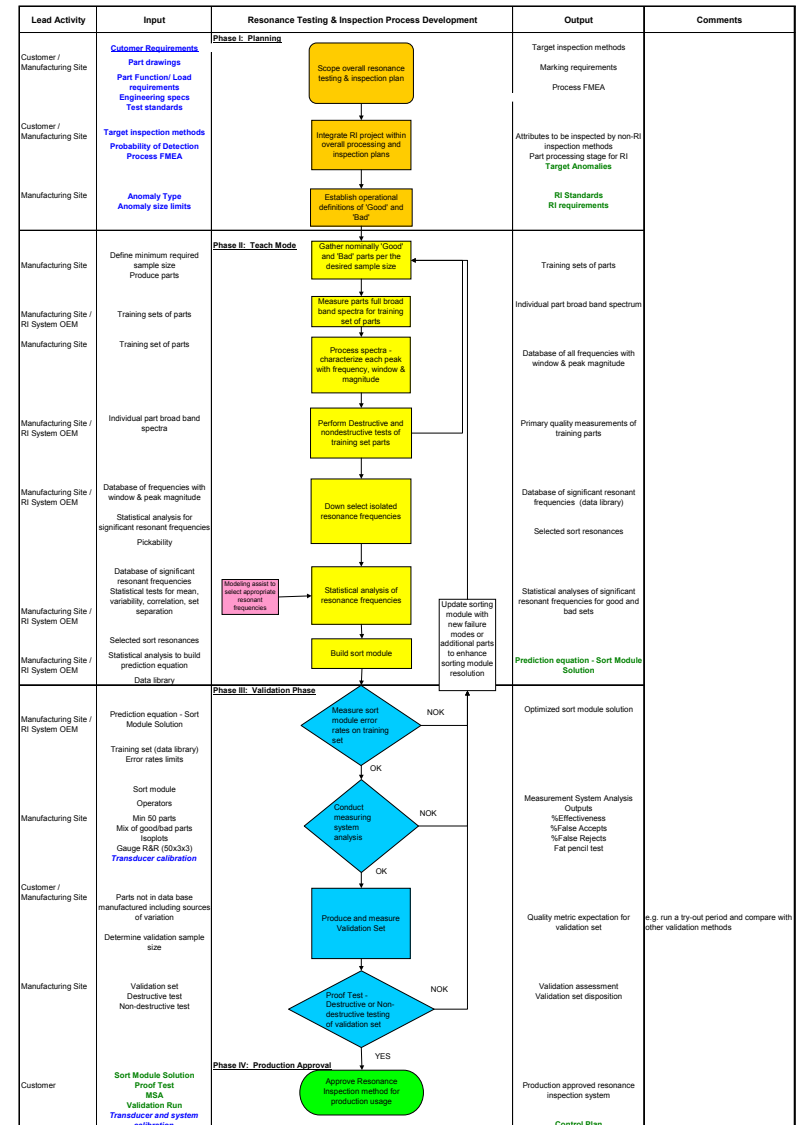 Lead Activity
Input
Resonance Testing & Inspection Process Development
Output
Comments
Phase I: Planning
Customer /
Manufacturing Site
Cutomer Requirements
Part drawings
Part Function/ Load
requirements
Engineering specs
Test standards
Scope overall resonance
testing & inspection plan
Target inspection methods
Marking requirements
Process FMEA
Customer /
Manufacturing Site
Target inspection methods
Probability of Detection
Process FMEA
Integrate RI project within
overall processing and
inspection plans
Attributes to be inspected by non-RI
inspection methods
Part processing stage for RI
Target Anomalies
Manufacturing Site
Anomaly Type
Anomaly size limits
Establish operational
definitions of 'Good' and
'Bad'
RI Standards
RI requirements
Phase II: Teach Mode
Manufacturing Site
Define minimum required
sample size
Produce parts
Gather nominally 'Good'
and 'Bad' parts per the
desired sample size
Training sets of parts
Manufacturing Site /
RI System OEM
Training sets of parts
Measure parts full broad
band spectra for training
set of parts
Individual part broad band spectrum
Manufacturing Site
Training set of parts
Process spectra -
characterize each peak
with frequency, window &
magnitude
Database of all frequencies with
window & peak magnitude
Manufacturing Site /
RI System OEM
Individual part broad band
spectra
Perform Destructive and
nondestructive tests of
training set parts
Primary quality measurements of
training parts
Manufacturing Site /
RI System OEM
Database of frequencies with
window & peak magnitude
Statistical analysis for
significant resonant frequencies
Pickability
Down select isolated
resonance frequencies
Database of significant resonant
frequencies (data library)
Selected sort resonances
Manufacturing Site /
RI System OEM
Database of significant
resonant frequencies
Statistical tests for mean,
variability, correlation, set
separation
Modeling assist to
select appropriate
resonant
frequencies
Statistical analysis of
resonance frequencies
Update sorting
module with
new failure
modes or
additional parts
to enhance
sorting module
resolution
Statistical analyses of significant
resonant frequencies for good and
bad sets
Manufacturing Site /
RI System OEM
Selected sort resonances
Statistical analysis to build
prediction equation
Data library
Build sort module
Prediction equation - Sort Module
Solution
Phase III: Validation Phase
Manufacturing Site /
RI System OEM
Prediction equation - Sort
Module Solution
Training set (data library)
Error rates limits
Measure sort
module error
rates on training
set
NOK
OK
Optimized sort module solution
Manufacturing Site
Sort module
Operators
Min 50 parts
Mix of good/bad parts
Isoplots
Gauge R&R (50x3x3)
Transducer calibration
Conduct
measuring
system
analysis
NOK
OK
Measurement System Analysis
Outputs
%Effectiveness
%False Accepts
%False Rejects
Fat pencil test
Customer /
Manufacturing Site
Parts not in data base
manufactured including sources
of variation
Determine validation sample
size
Produce and measure
Validation Set
Quality metric expectation for
validation set
e.g. run a try-out period and compare with
other validation methods
Manufacturing Site
Validation set
Destructive test
Non-destructive test
Proof Test -
Destructive or Non-
destructive testing
of validation set
NOK
YES
Validation assessment
Validation set disposition
Phase IV: Production Approval
Customer
Sort Module Solution
Proof Test
MSA
Validation Run
Transducer and system
calibration
Approve Resonance
Inspection method for
production usage
Production approved resonance
inspection system
Control Plan